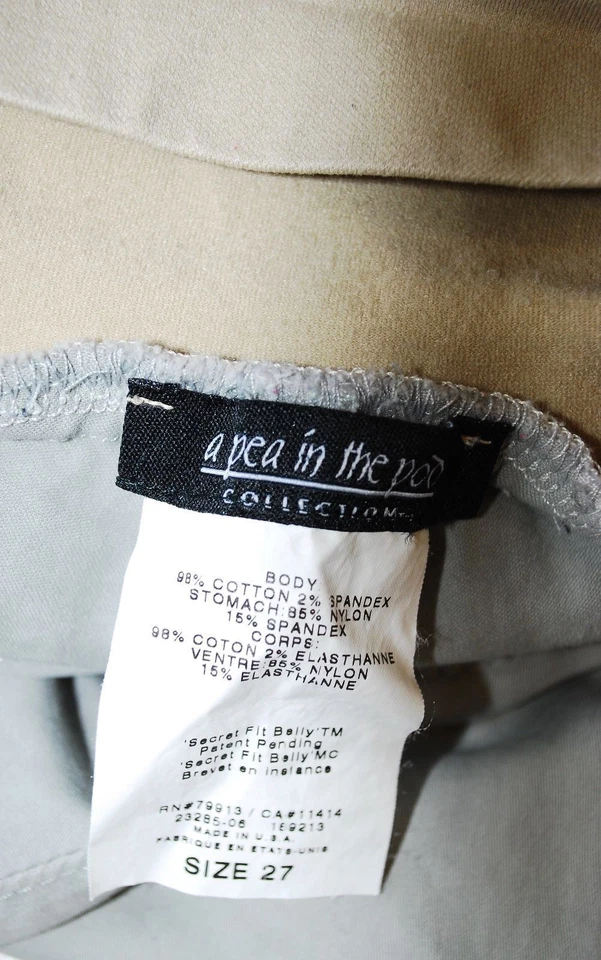 a pea in the pod
COLLECTION™
BODY
98% COTTON 2% SPANDEX
STOMACH:85% NYLON
15% SPANDEX
CORPS:
98% COTON 2% ELASTHANNE
VENTRE:85% NYLON
15% ELASTHANNE
'Secret Fit Belly'TM
Patent Pending
'Secret Fit Belly'MC
Brevet en instance
RN#79913 / CA#11414
23285-06 169213
MADE IN U.S.A.
FABRIQUE EN ETATS-UNIS
SIZE 27